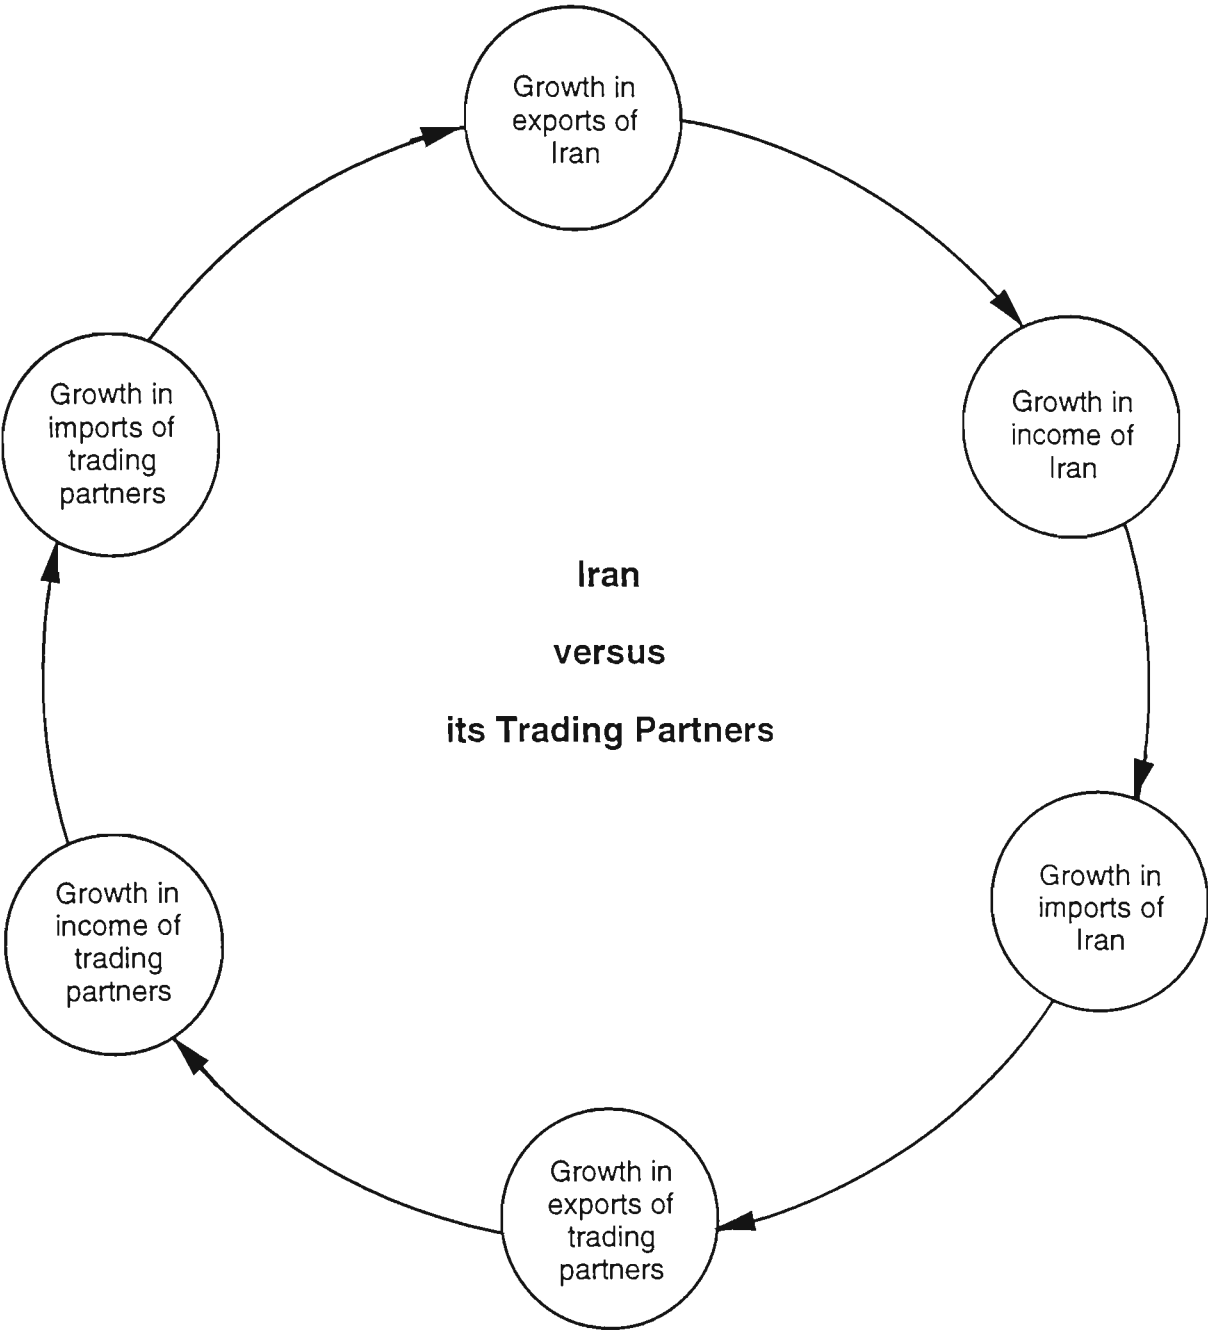 Growth in
exports of
Iran
Growth in
income of
Iran
Growth in
imports of
Iran
Growth in
exports of
trading
partners
Growth in
income of
trading
partners
Growth in
imports of
trading
partners
Iran
versus
its Trading Partners